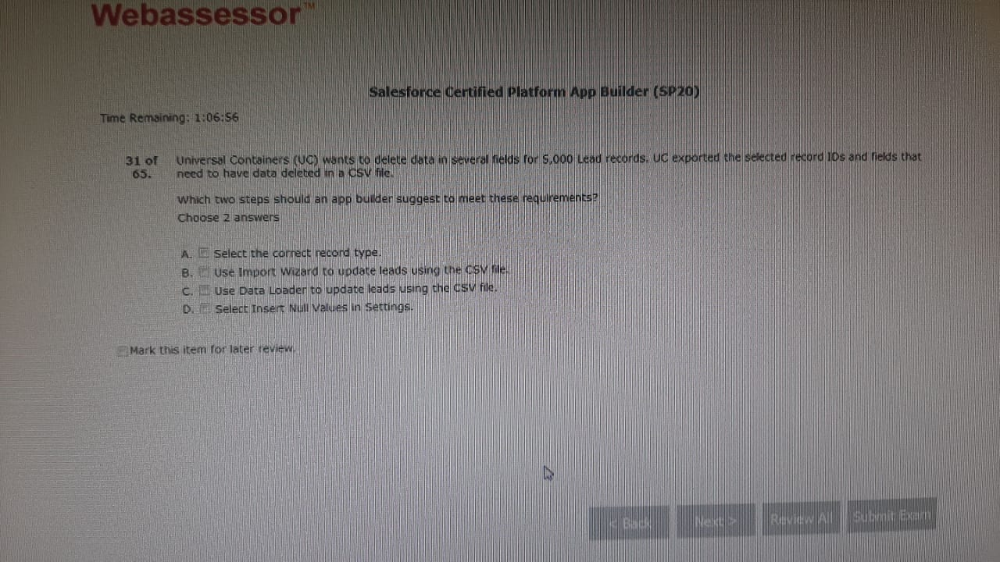 Webassessor™
Salesforce Certified Platform App Builder (SP20)
Time Remaining: 1:06:56
31 of Universal Containers (UC) wants to delete data in several fields for 5,000 Lead records. UC exported the selected record IDs and fields that
65. need to have data deleted in a CSV file.
Which two steps should an app builder suggest to meet these requirements?
Choose 2 answers
A. Select the correct record type.
B. Use Import Wizard to update leads using the CSV file.
C. Use Data Loader to update leads using the CSV file.
D. Select Insert Null Values in Settings.
Mark this item for later review.
< Back Next > Review All Submit Exam